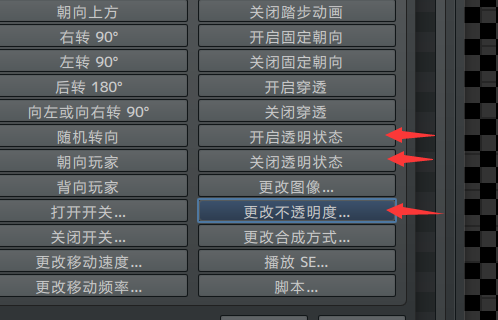 朝向上方
关闭踏步动画
右转 90°
开启固定朝向
左转 90°
关闭固定朝向
后转 180°
开启穿透
向左或向右转 90°
关闭穿透
随机转向
开启透明状态
朝向玩家
关闭透明状态
背向玩家
更改图像...
打开开关...
更改不透明度...
关闭开关...
更改合成方式...
更改移动速度...
播放 SE...
更改移动频率...
脚本...